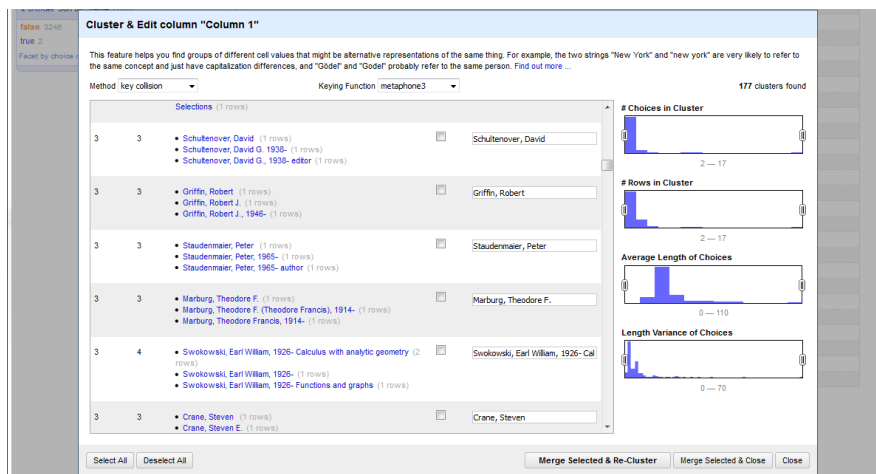 false 3248
true 2
Facet by choice
Cluster & Edit column "Column 1"
This feature helps you find groups of different cell values that might be alternative representations of the same thing. For example, the two strings "New York" and "new york" are very likely to refer to
the same concept and just have capitalization differences, and "Gödel" and "Godel" probably refer to the same person. Find out more ...
Method key collision Keying Function metaphone3 177 clusters found
Selections (1 rows)
3 3 • Schultenover, David (1 rows) Schultenover, David
• Schultenover, David G. 1938- (1 rows)
• Schultenover, David G., 1938- editor (1 rows)
3 3 • Griffin, Robert (1 rows) Griffin, Robert
• Griffin, Robert J. (1 rows)
• Griffin, Robert J., 1946- (1 rows)
3 3 • Staudenmaier, Peter (1 rows) Staudenmaier, Peter
• Staudenmaier, Peter, 1965- (1 rows)
• Staudenmaier, Peter, 1965- author (1 rows)
3 3 • Marburg, Theodore F. (1 rows) Marburg, Theodore F.
• Marburg, Theodore F. (Theodore Francis), 1914- (1 rows)
• Marburg, Theodore Francis, 1914- (1 rows)
3 4 • Swokowski, Earl William, 1926- Calculus with analytic geometry (2 Swokowski, Earl William, 1926- Cal
rows)
• Swokowski, Earl William, 1926- (1 rows)
• Swokowski, Earl William, 1926- Functions and graphs (1 rows)
3 3 • Crane, Steven (1 rows) Crane, Steven
• Crane, Steven E. (1 rows)
# Choices in Cluster
2 — 17
# Rows in Cluster
2 — 17
Average Length of Choices
0 — 110
Length Variance of Choices
0 — 70
Select All Deselect All Merge Selected & Re-Cluster Merge Selected & Close Close